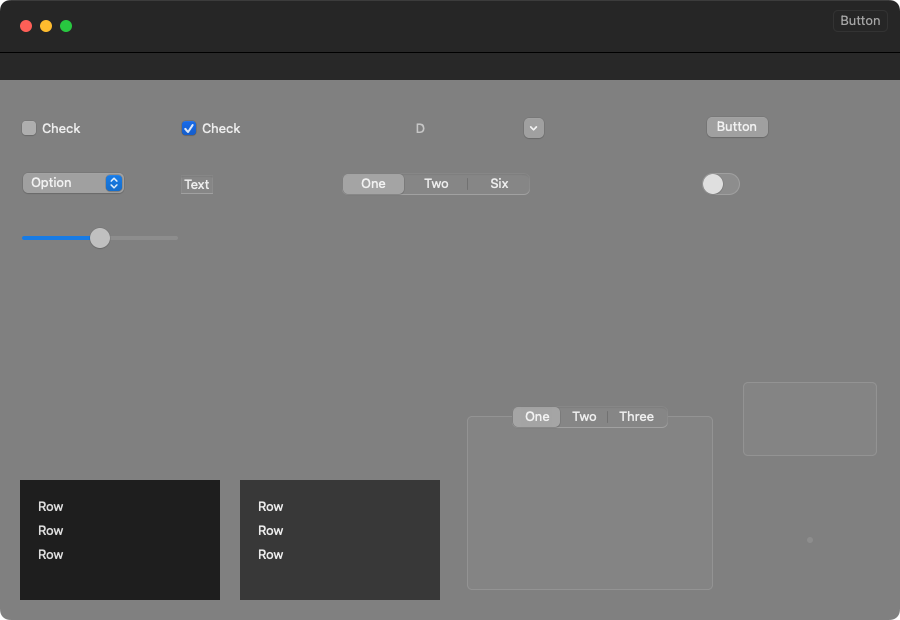 Button
Check
Check
D
Button
Option
Text
One
Two
Six
One
Two
Three
Row
Row
Row
Row
Row
Row